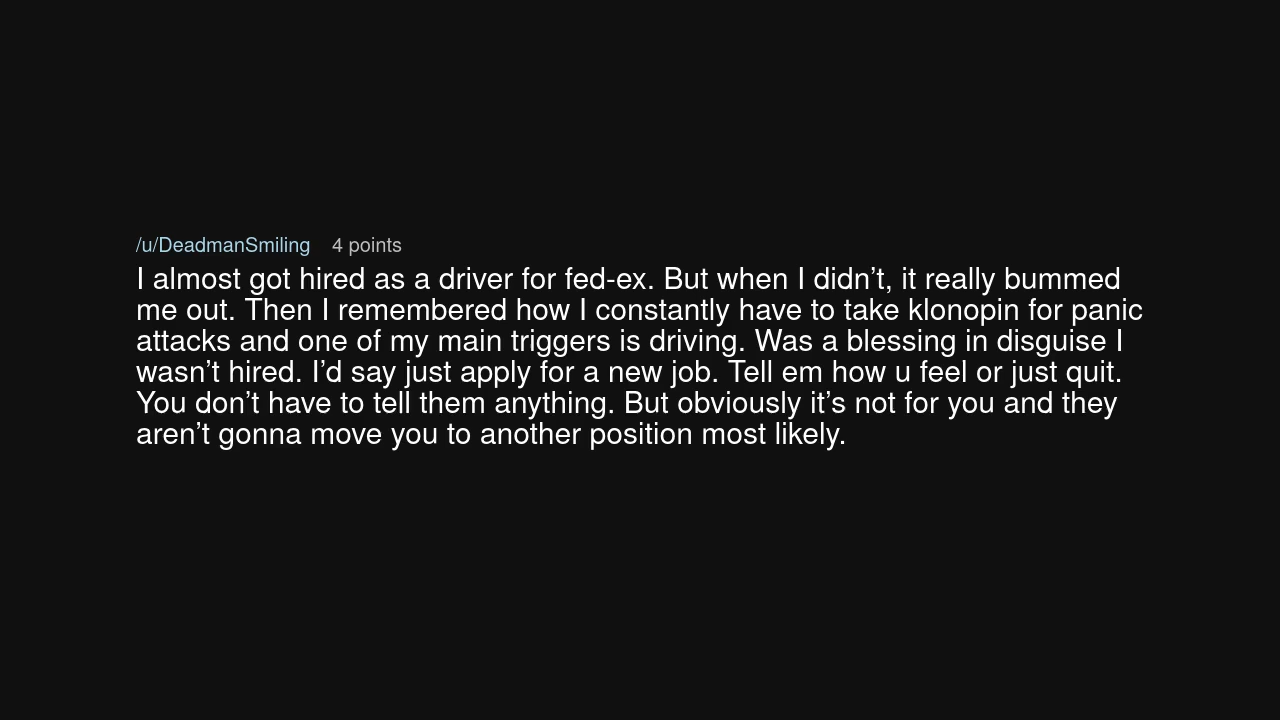 /u/DeadmanSmiling 4 points
I almost got hired as a driver for fed-ex. But when I didn’t, it really bummed
me out. Then I remembered how I constantly have to take klonopin for panic
attacks and one of my main triggers is driving. Was a blessing in disguise I
wasn’t hired. I’d say just apply for a new job. Tell em how u feel or just quit.
You don’t have to tell them anything. But obviously it’s not for you and they
aren’t gonna move you to another position most likely.